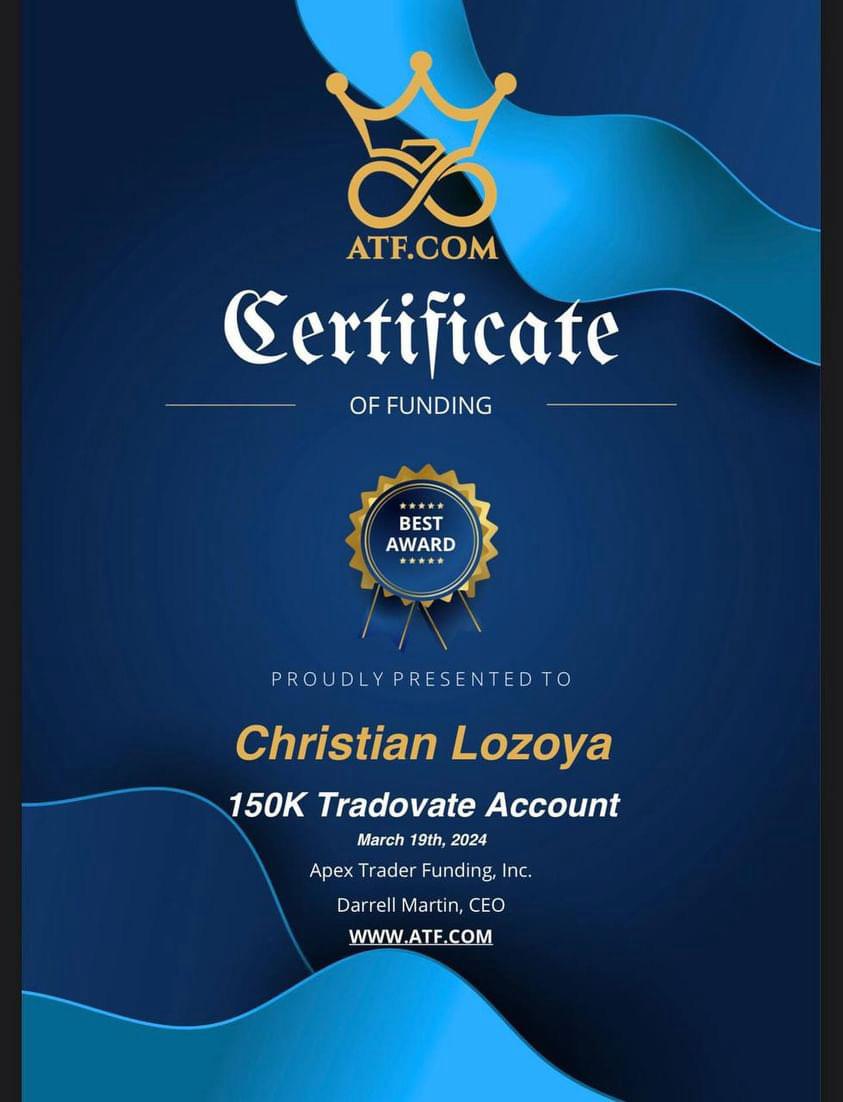 ATF.COM
Certificate
OF FUNDING
BEST
AWARD
PROUDLY PRESENTED TO
Christian Lozoya
150K Tradovate Account
March 19th, 2024
Apex Trader Funding, Inc.
Darrell Martin, CEO
WWW.ATF.COM